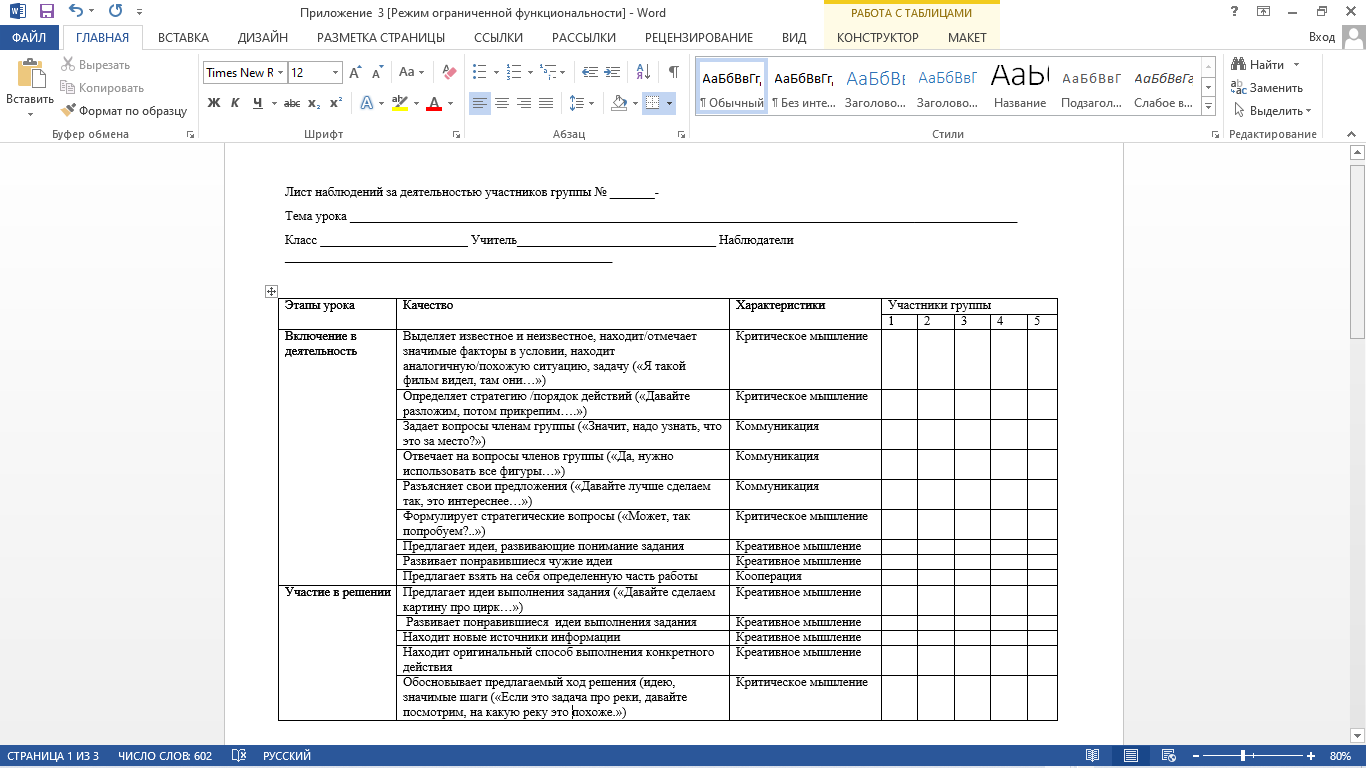 Приложение 3 [Режим ограниченной функциональности] - Word
РАБОТА С ТАБЛИЦАМИ
ФАЙЛ ГЛАВНАЯ ВСТАВКА ДИЗАЙН РАЗМЕТКА СТРАНИЦЫ ССЫЛКИ РАССЫЛКИ РЕЦЕНЗИРОВАНИЕ ВИД КОНСТРУКТОР МАКЕТ Вход
Вставить
Вырезать
Копировать
Формат по образцу
Буфер обмена
Times New R 12
Ж К Ч abc x₂ x²
Шрифт
Абзац
АаБбВвГг, АаБбВвГг, АаБбВв АаБбВвГ АаБ АаБбВвГ АаБбВвГг
¶ Обычный ¶ Без инте... Заголово... Заголово... Название Подзагол... Слабое в...
Стили
Найти
Заменить
Выделить
Редактирование
Лист наблюдений за деятельностью участников группы № _______-
Тема урока ______________________________
Класс ______________________ Учитель______________________________ Наблюдатели
______________________________
Этапы урока Качество Характеристики Участники группы
1 2 3 4 5
Включение в
деятельность
Выделяет известное и неизвестное, находит/отмечает
значимые факторы в условии, находит
аналогичную/похожую ситуацию, задачу («Я такой
фильм видел, там они…»)
Критическое мышление
Определяет стратегию /порядок действий («Давайте
разложим, потом прикрепим….»)
Критическое мышление
Задает вопросы членам группы («Значит, надо узнать, что
это за место?»)
Коммуникация
Отвечает на вопросы членов группы («Да, нужно
использовать все фигуры…»)
Коммуникация
Разъясняет свои предложения («Давайте лучше сделаем
так, это интереснее…»)
Коммуникация
Формулирует стратегические вопросы («Может, так
попробуем?..»)
Критическое мышление
Предлагает идеи, развивающие понимание задания Креативное мышление
Развивает понравившиеся чужие идеи Креативное мышление
Предлагает взять на себя определенную часть работы Кооперация
Участие в решении
Предлагает идеи выполнения задания («Давайте сделаем
картину про цирк…»)
Креативное мышление
Развивает понравившиеся идеи выполнения задания Креативное мышление
Находит новые источники информации Креативное мышление
Находит оригинальный способ выполнения конкретного
действия
Креативное мышление
Обосновывает предлагаемый ход решения (идею,
значимые шаги («Если это задача про реки, давайте
посмотрим, на какую реку это похоже.»)
Критическое мышление
СТРАНИЦА 1 ИЗ 3 ЧИСЛО СЛОВ: 602 РУССКИЙ 80%